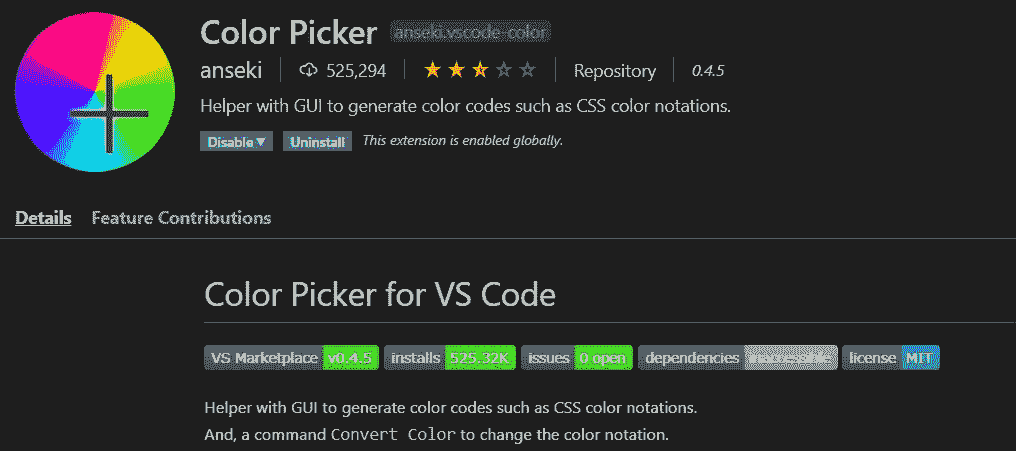 Color Picker anseki.vscode-color
anseki 525,294 Repository 0.4.5
Helper with GUI to generate color codes such as CSS color notations.
Disable Uninstall This extension is enabled globally.
Details Feature Contributions
Color Picker for VS Code
VS Marketplace v0.4.5 installs 525.32K issues 0 open dependencies inaccessible license MIT
Helper with GUI to generate color codes such as CSS color notations.
And, a command Convert Color to change the color notation.